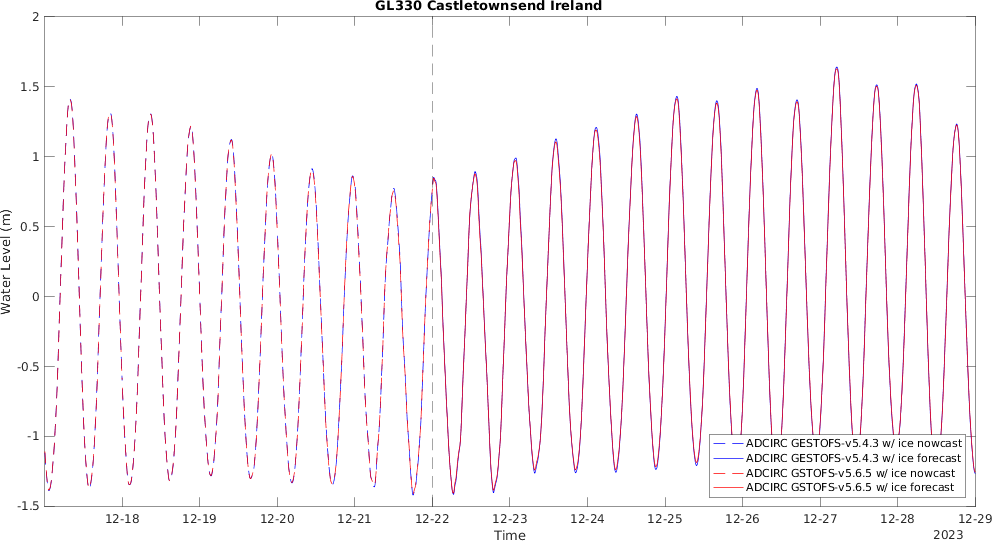 GL330 Castletownsend Ireland
2
1.5
1
0.5
0
-0.5
-1
-1.5
Water Level (m)
ADCIRC GESTOFS-v5.4.3 w/ ice nowcast
ADCIRC GESTOFS-v5.4.3 w/ ice forecast
ADCIRC GSTOFS-v5.6.5 w/ ice nowcast
ADCIRC GSTOFS-v5.6.5 w/ ice forecast
12-18 12-19 12-20 12-21 12-22 12-23 12-24 12-25 12-26 12-27 12-28 12-29
Time 2023